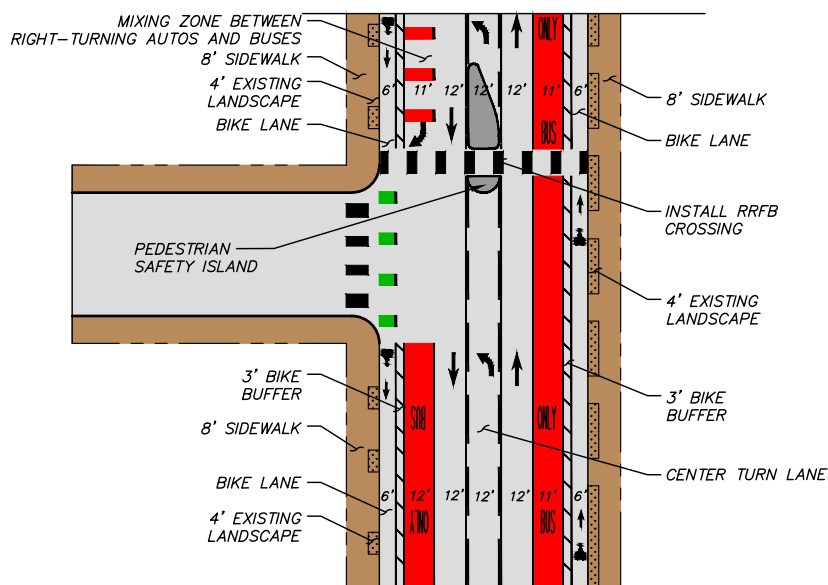 MIXING ZONE BETWEEN
RIGHT-TURNING AUTOS AND BUSES
8' SIDEWALK
4' EXISTING
LANDSCAPE
BIKE LANE
6'
11'
12'
12'
12'
11'
6'
ONLY
BUS
8' SIDEWALK
BIKE LANE
INSTALL RRFB
CROSSING
PEDESTRIAN
SAFETY ISLAND
4' EXISTING
LANDSCAPE
3' BIKE
BUFFER
8' SIDEWALK
BIKE LANE
4' EXISTING
LANDSCAPE
BUS
ONLY
6'
12'
12'
12'
12'
11'
6'
ONLY
BUS
3' BIKE
BUFFER
CENTER TURN LANE